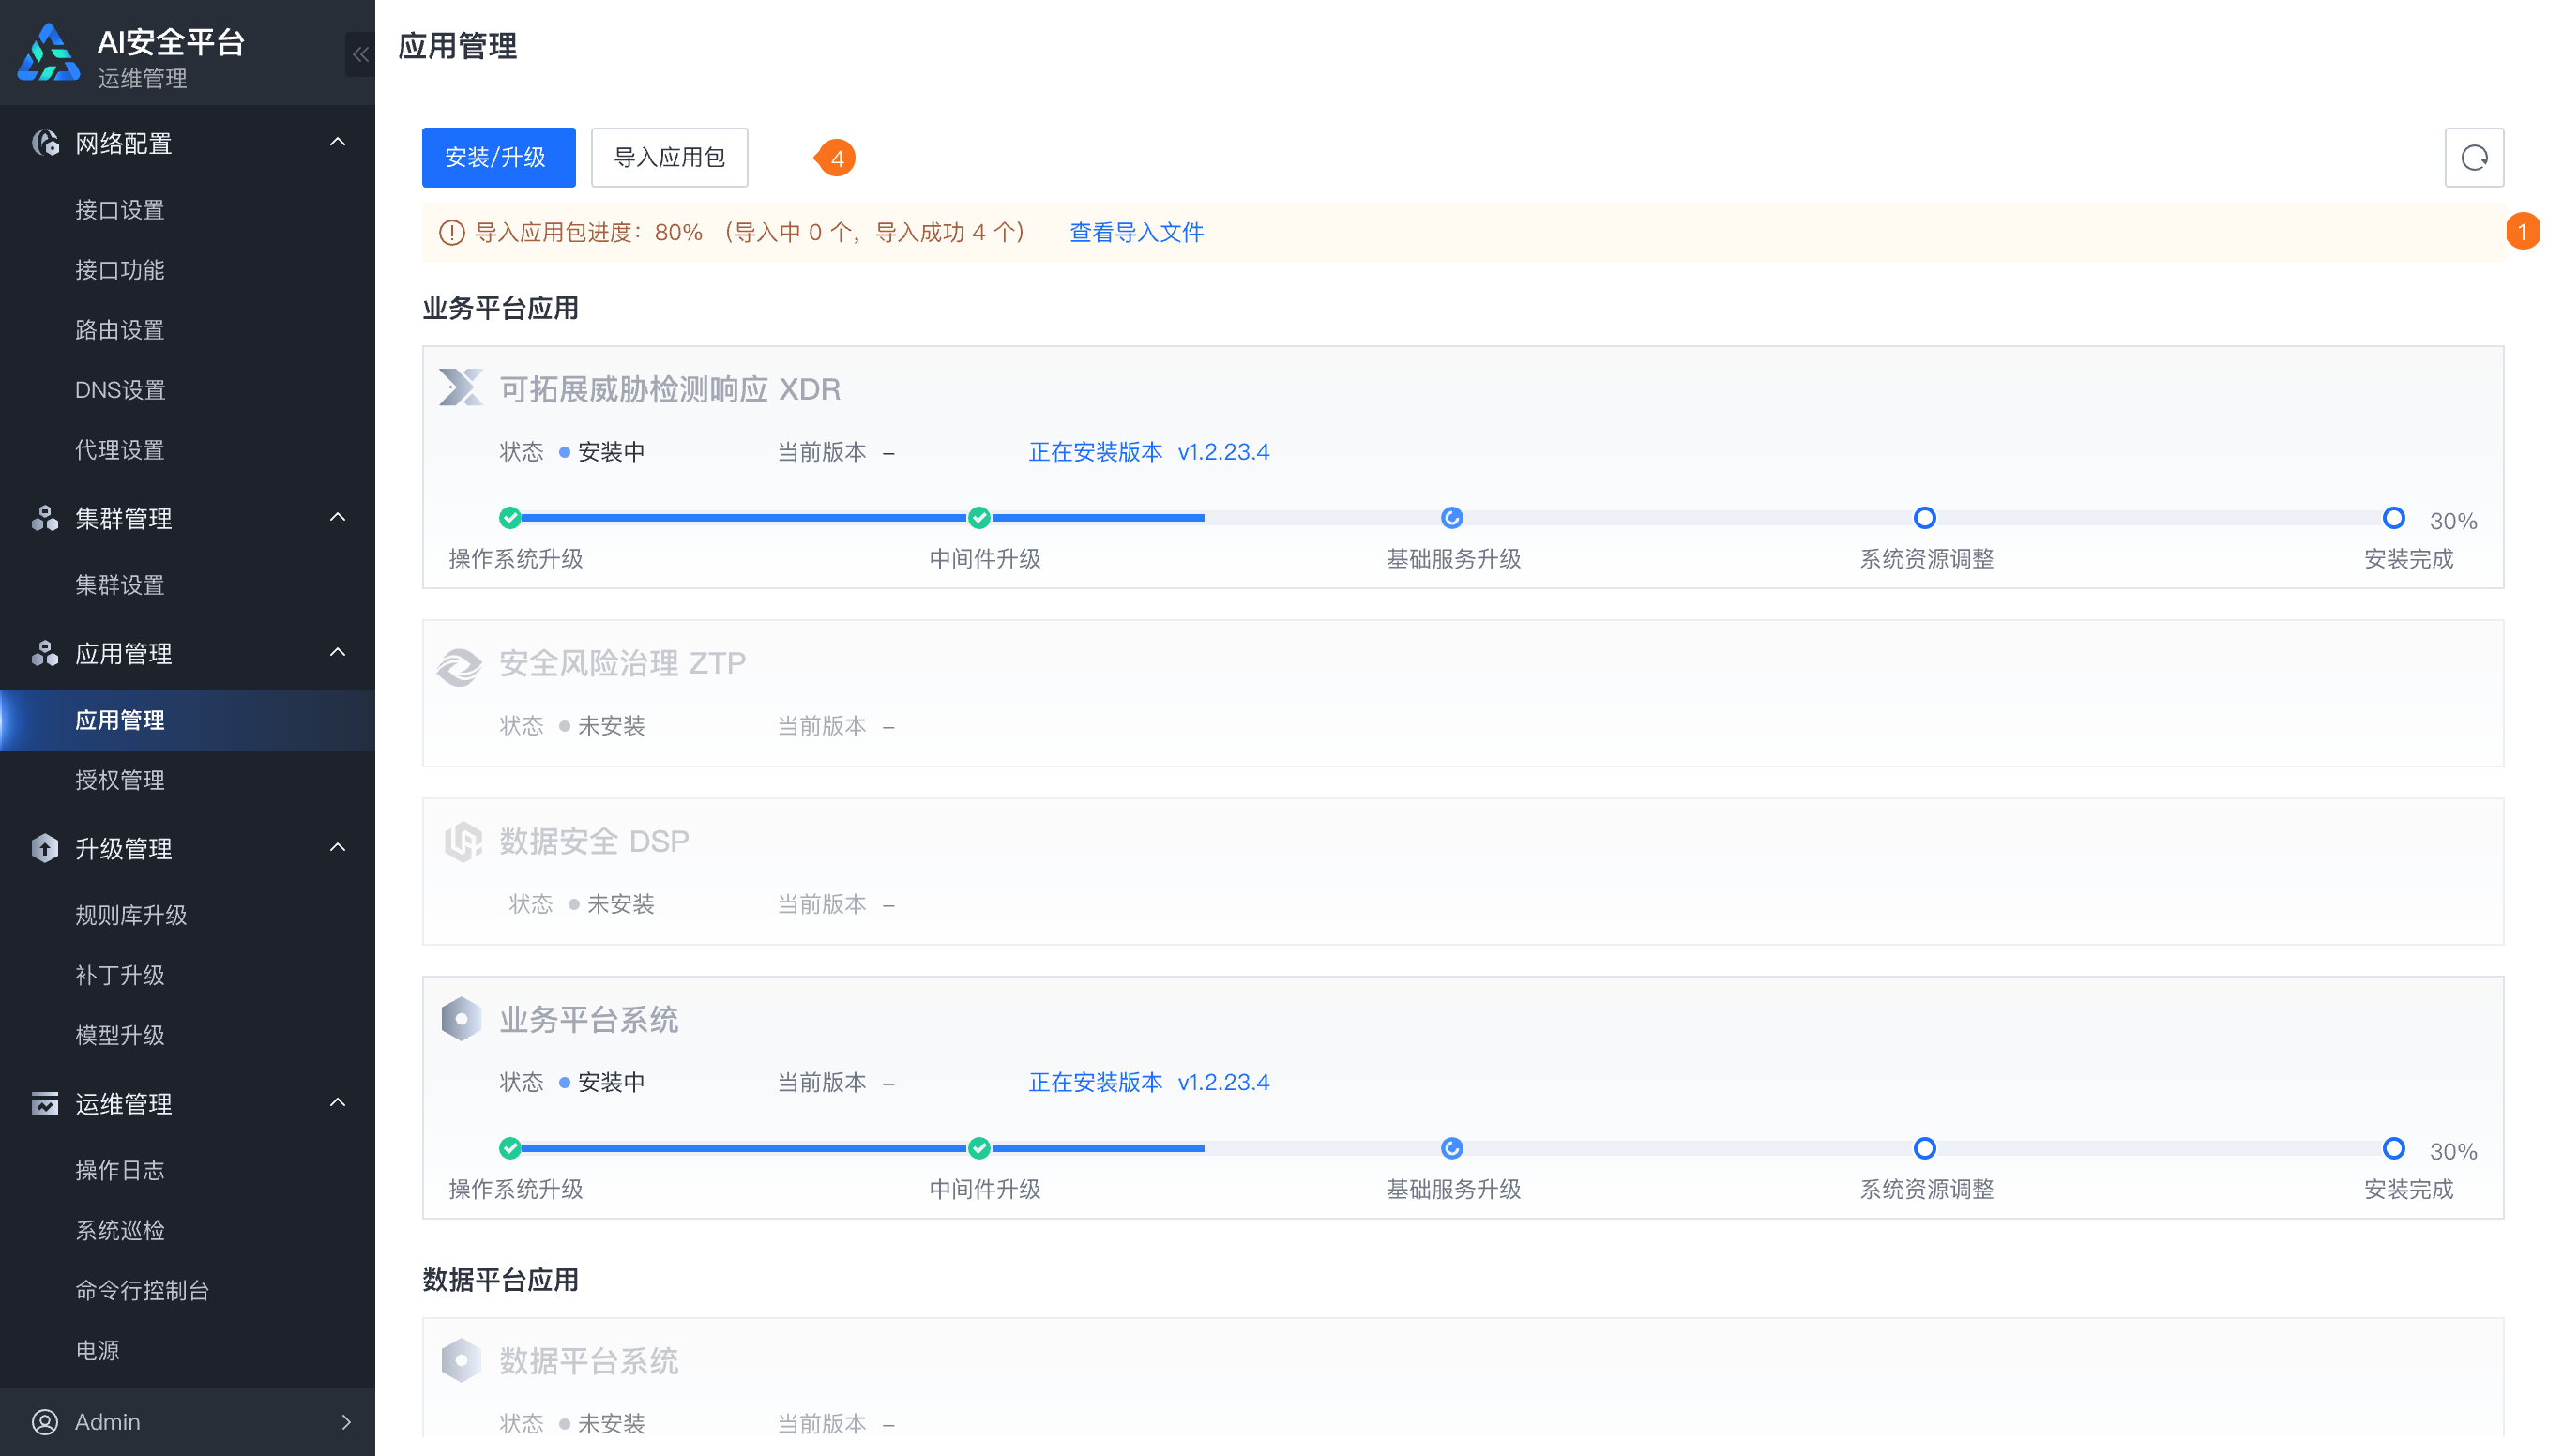 AI安全平台
运维管理
网络配置
接口设置
接口功能
路由设置
DNS设置
代理设置
集群管理
集群设置
应用管理
应用管理
授权管理
升级管理
规则库升级
补丁升级
模型升级
运维管理
操作日志
系统巡检
命令行控制台
电源
Admin
应用管理
安装/升级 导入应用包 4
导入应用包进度：80% （导入中 0 个，导入成功 4 个） 查看导入文件 1
业务平台应用
可拓展威胁检测响应 XDR
状态 安装中 当前版本 – 正在安装版本 v1.2.23.4
30%
操作系统升级 中间件升级 基础服务升级 系统资源调整 安装完成
安全风险治理 ZTP
状态 未安装 当前版本 –
数据安全 DSP
状态 未安装 当前版本 –
业务平台系统
状态 安装中 当前版本 – 正在安装版本 v1.2.23.4
30%
操作系统升级 中间件升级 基础服务升级 系统资源调整 安装完成
数据平台应用
数据平台系统
状态 未安装 当前版本 –